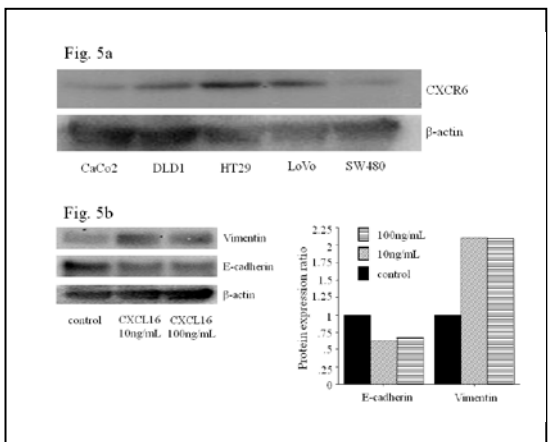 Fig. 5a
CXCR6
β-actin
CaCo2 DLD1 HT29 LoVo SW480
Fig. 5b
Vimentin
E-cadherin
β-actin
control CXCL16 CXCL16
10ng/mL 100ng/mL
100ng/mL
10ng/mL
control
Protein expression ratio
2.25
2
1.75
1.5
1.25
1
.75
.5
.25
0
E-cadherin Vimentin